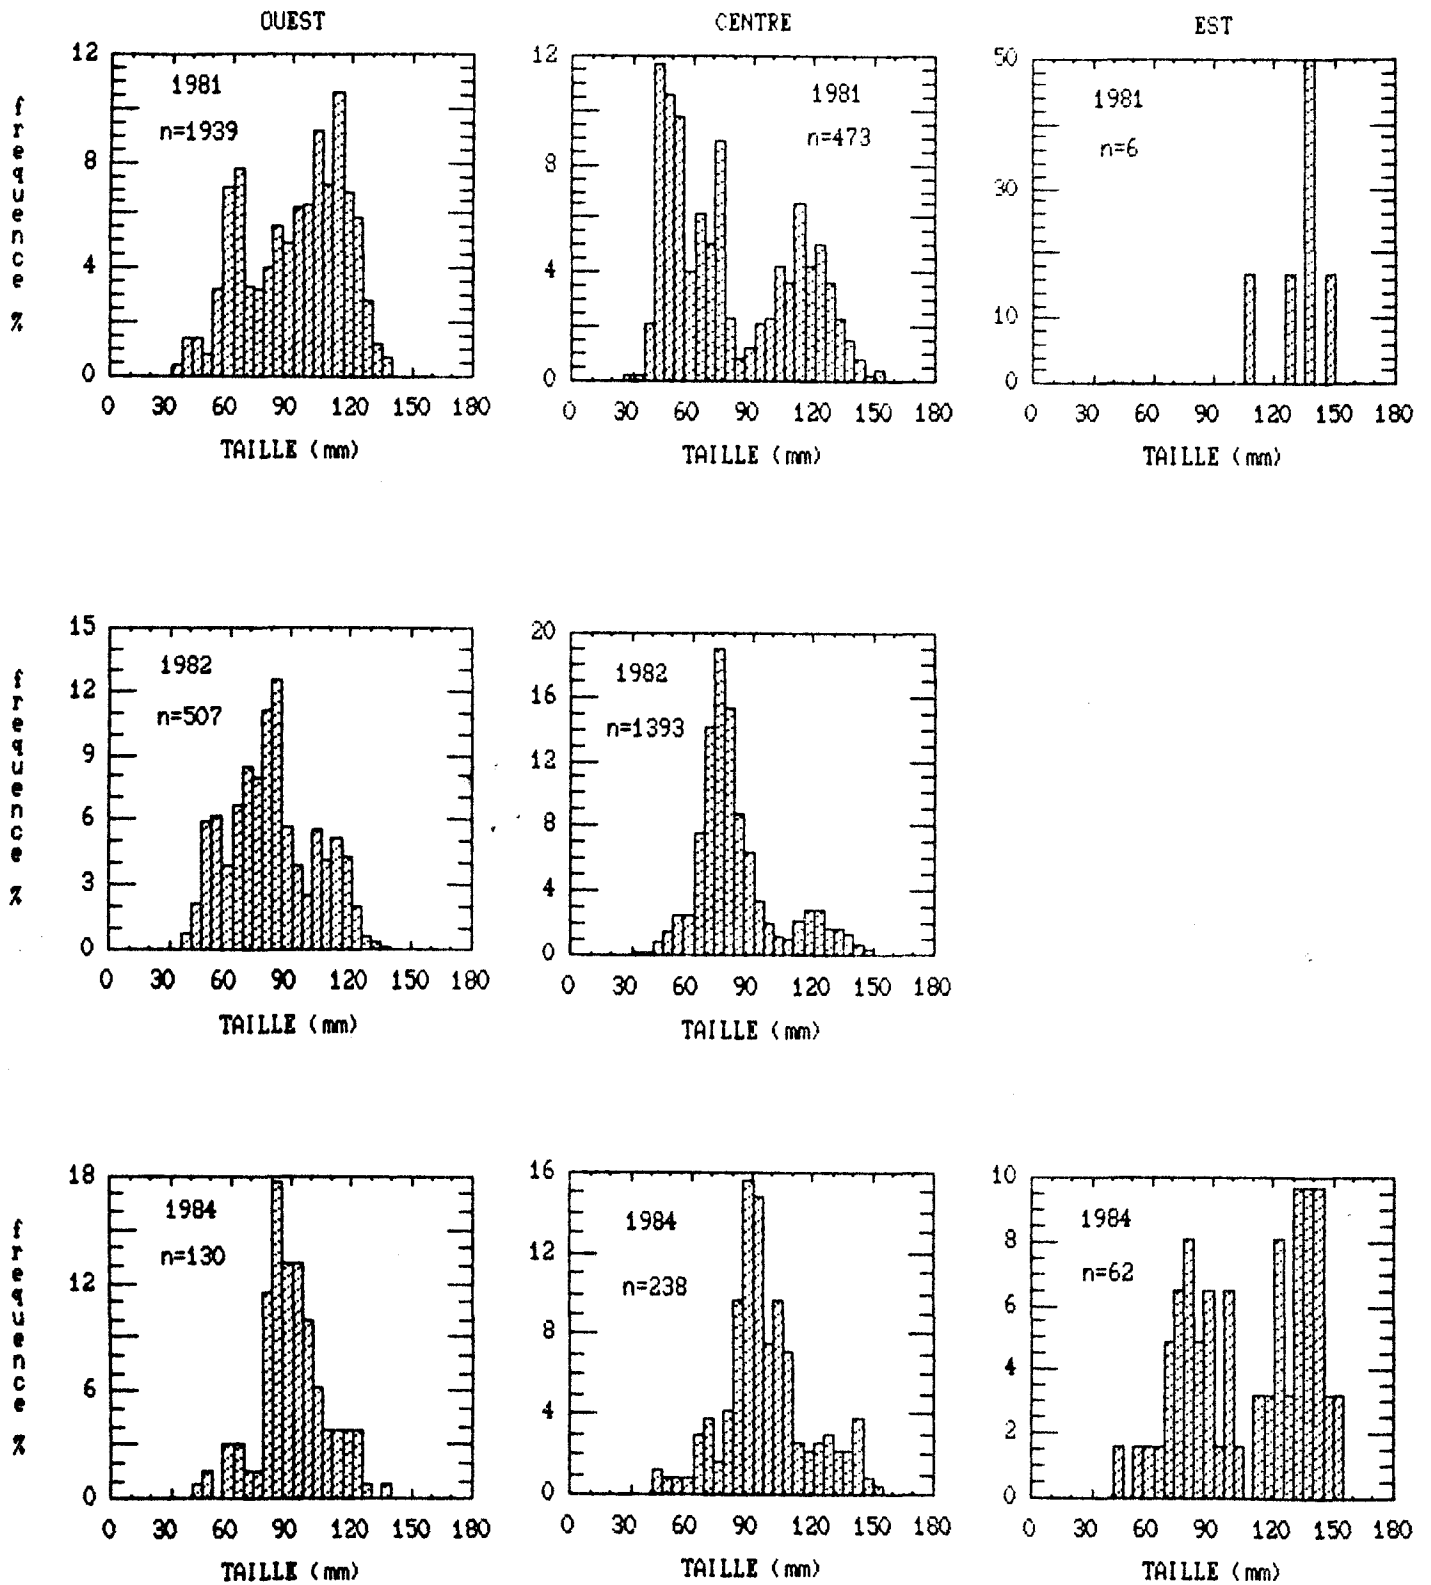 OUEST CENTRE EST
frequence %
12
8
4
0
1981
n=1939
0 30 60 90 120 150 180
TAILLE (mm)
12
8
4
0
1981
n=473
0 30 60 90 120 150 180
TAILLE (mm)
50
30
10
0
1981
n=6
0 30 60 90 120 150 180
TAILLE (mm)
frequence %
15
12
9
6
3
0
1982
n=507
0 30 60 90 120 150 180
TAILLE (mm)
20
16
12
8
4
0
1982
n=1393
0 30 60 90 120 150 180
TAILLE (mm)
frequence %
18
12
6
0
1984
n=130
0 30 60 90 120 150 180
TAILLE (mm)
16
12
8
4
0
1984
n=238
0 30 60 90 120 150 180
TAILLE (mm)
10
8
6
4
2
0
1984
n=62
0 30 60 90 120 150 180
TAILLE (mm)